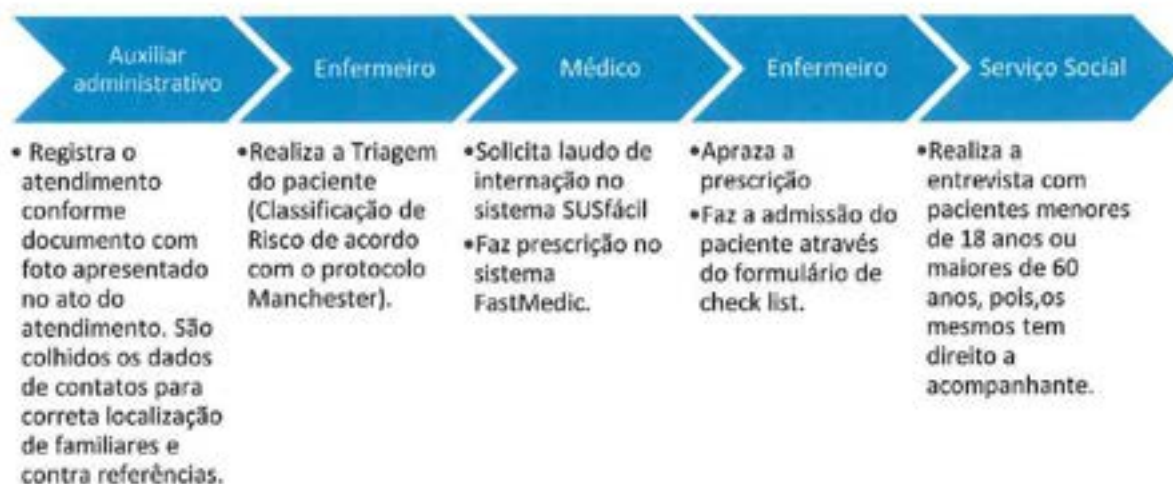 Auxiliar
administrativo
Enfermeiro
Médico
Enfermeiro
Serviço Social
• Registra o
atendimento
conforme
documento com
foto apresentado
no ato do
atendimento. São
colhidos os dados
de contatos para
correta localização
de familiares e
contra referências.
•Realiza a Triagem
do paciente
(Classificação de
Risco de acordo
com o protocolo
Manchester).
•Solicita laudo de
internação no
sistema SUSfácil
•Faz prescrição no
sistema
FastMedic.
•Apraza a
prescrição
•Faz a admissão do
paciente através
do formulário de
check list.
•Realiza a
entrevista com
pacientes menores
de 18 anos ou
maiores de 60
anos, pois,os
mesmos tem
direito a
acompanhante.